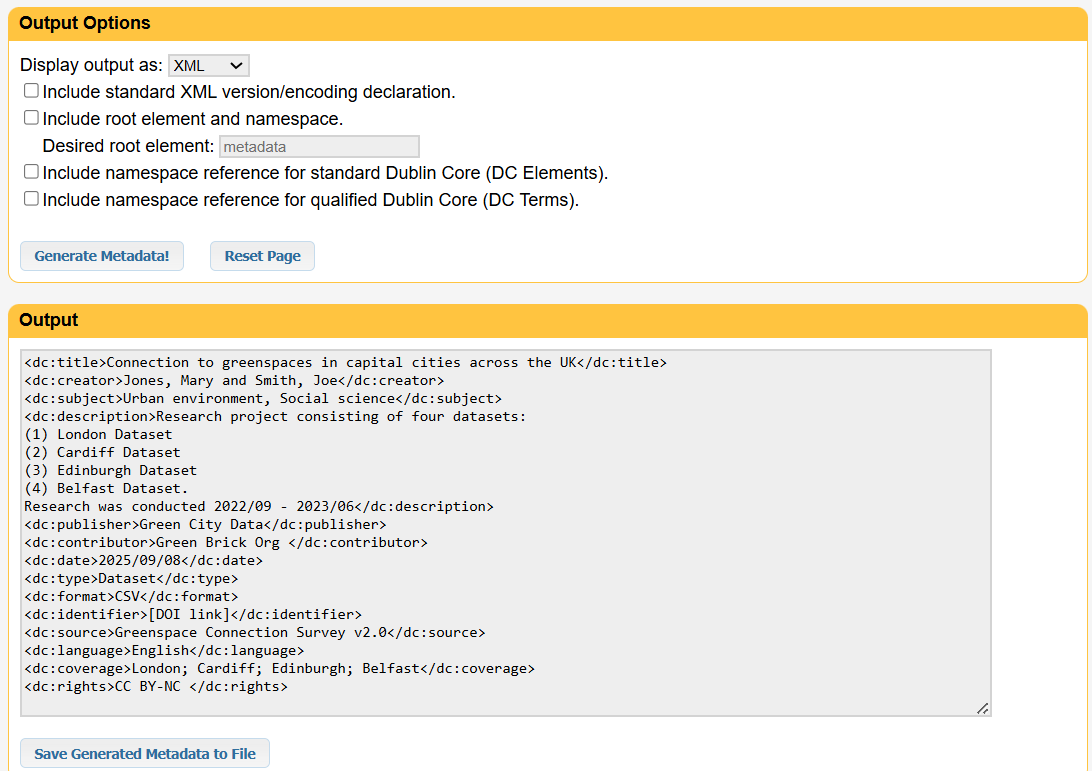 Output Options
Display output as: XML
Include standard XML version/encoding declaration.
Include root element and namespace.
Desired root element: metadata
Include namespace reference for standard Dublin Core (DC Elements).
Include namespace reference for qualified Dublin Core (DC Terms).
Generate Metadata! Reset Page
Output
<dc:title>Connection to greenspaces in capital cities across the UK</dc:title>
<dc:creator>Jones, Mary and Smith, Joe</dc:creator>
<dc:subject>Urban environment, Social science</dc:subject>
<dc:description>Research project consisting of four datasets:
(1) London Dataset
(2) Cardiff Dataset
(3) Edinburgh Dataset
(4) Belfast Dataset.
Research was conducted 2022/09 - 2023/06</dc:description>
<dc:publisher>Green City Data</dc:publisher>
<dc:contributor>Green Brick Org </dc:contributor>
<dc:date>2025/09/08</dc:date>
<dc:type>Dataset</dc:type>
<dc:format>CSV</dc:format>
<dc:identifier>[DOI link]</dc:identifier>
<dc:source>Greenspace Connection Survey v2.0</dc:source>
<dc:language>English</dc:language>
<dc:coverage>London; Cardiff; Edinburgh; Belfast</dc:coverage>
<dc:rights>CC BY-NC </dc:rights>
Save Generated Metadata to File